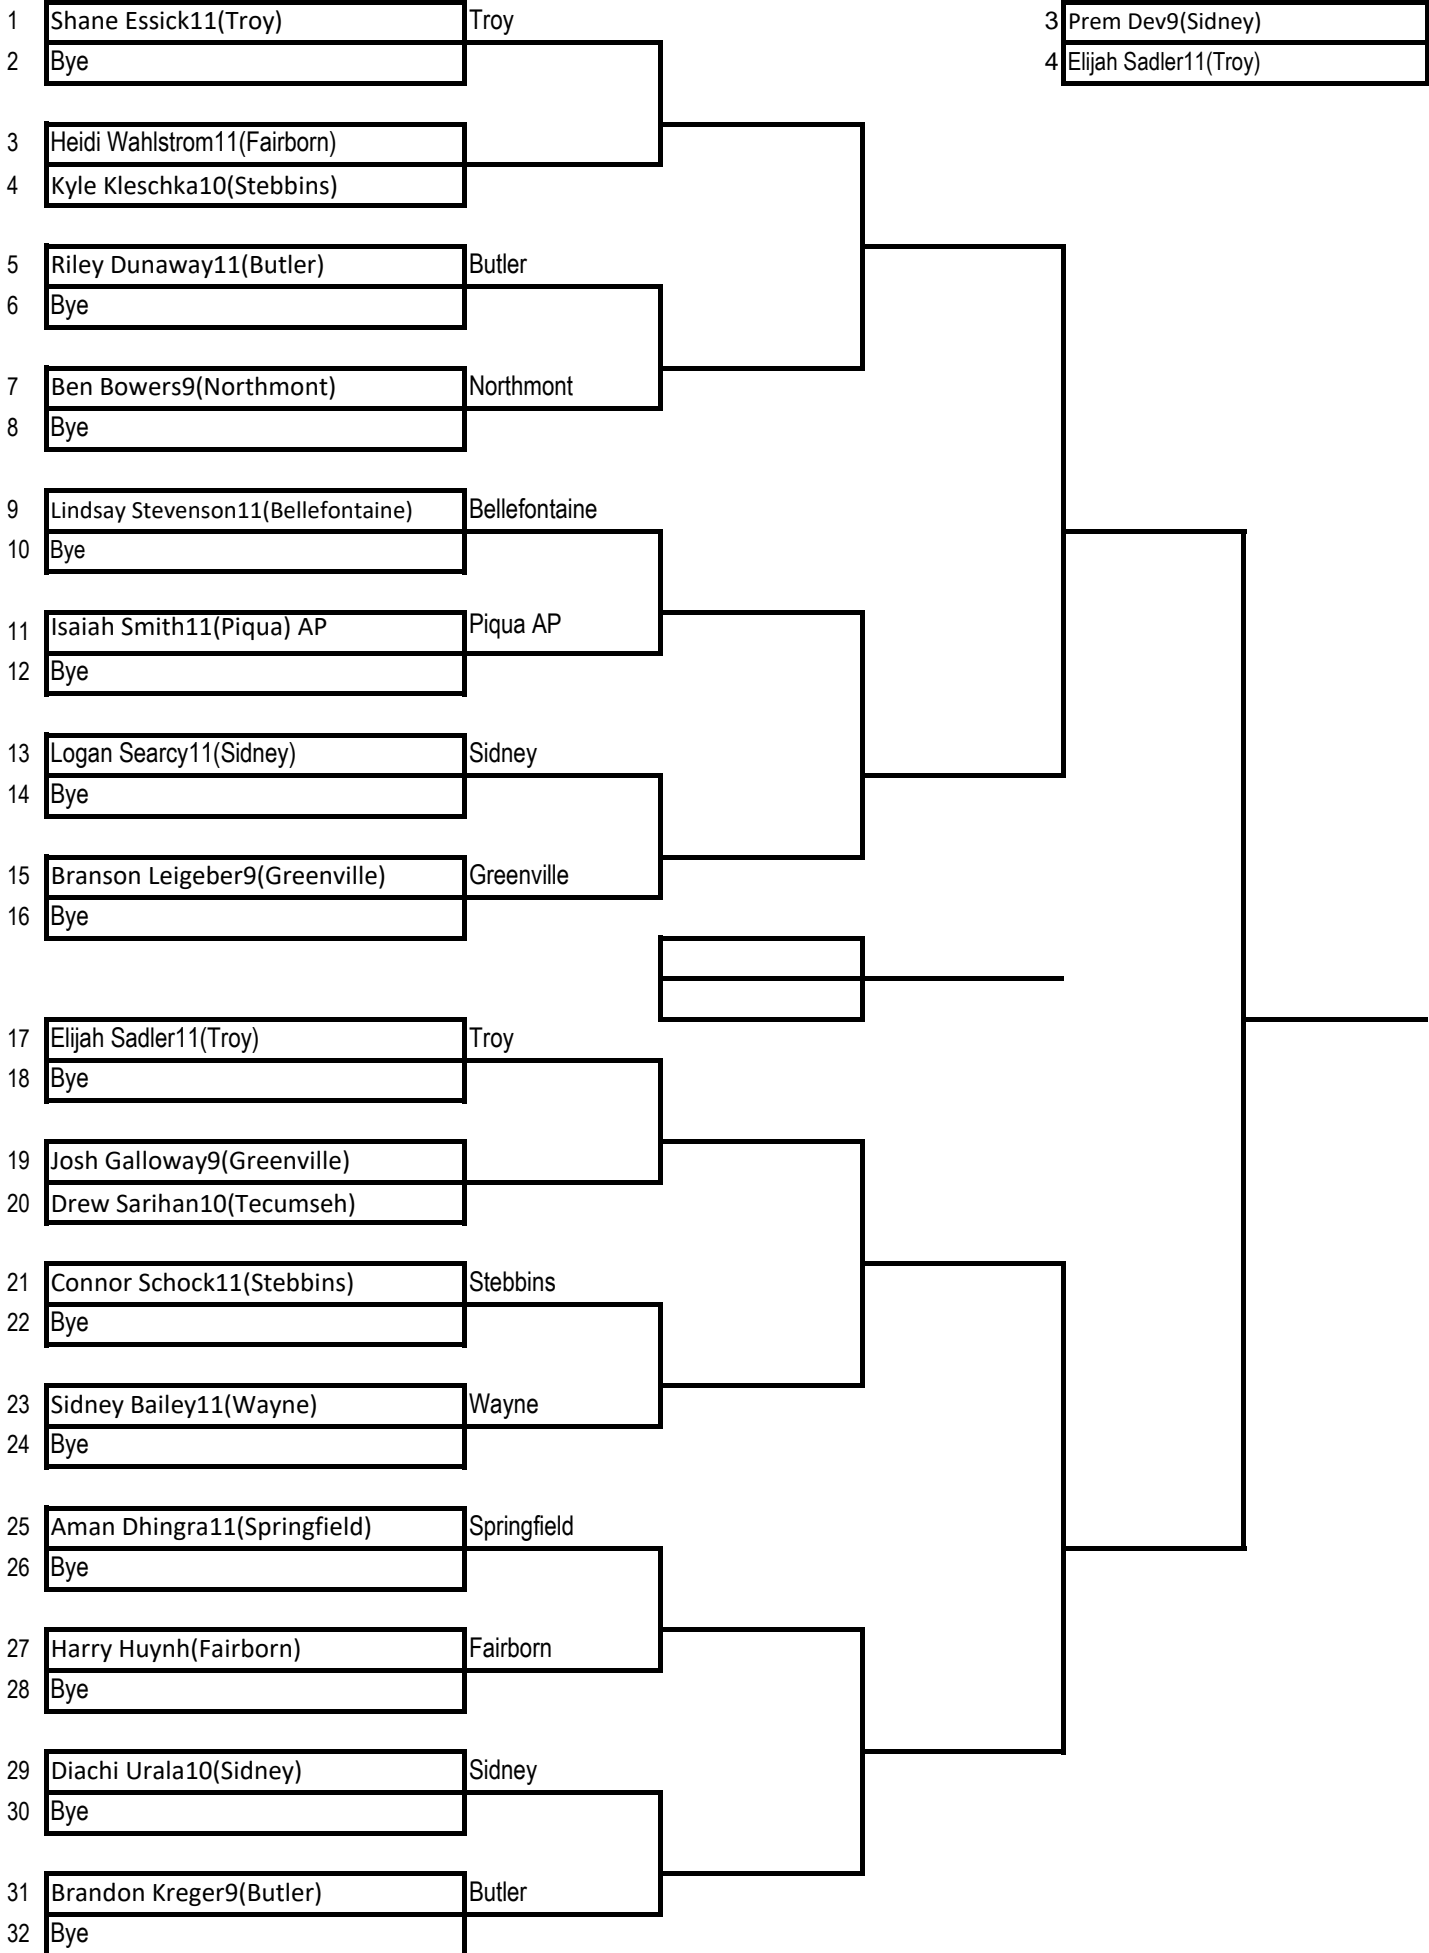 1 Shane Essick11(Troy) Troy 3 Prem Dev9(Sidney)
2 Bye 4 Elijah Sadler11(Troy)
3 Heidi Wahlstrom11(Fairborn)
4 Kyle Kleschka10(Stebbins)
5 Riley Dunaway11(Butler) Butler
6 Bye
7 Ben Bowers9(Northmont) Northmont
8 Bye
9 Lindsay Stevenson11(Bellefontaine) Bellefontaine
10 Bye
11 Isaiah Smith11(Piqua) AP Piqua AP
12 Bye
13 Logan Searcy11(Sidney) Sidney
14 Bye
15 Branson Leigeber9(Greenville) Greenville
16 Bye
17 Elijah Sadler11(Troy) Troy
18 Bye
19 Josh Galloway9(Greenville)
20 Drew Sarihan10(Tecumseh)
21 Connor Schock11(Stebbins) Stebbins
22 Bye
23 Sidney Bailey11(Wayne) Wayne
24 Bye
25 Aman Dhingra11(Springfield) Springfield
26 Bye
27 Harry Huynh(Fairborn) Fairborn
28 Bye
29 Diachi Urala10(Sidney) Sidney
30 Bye
31 Brandon Kreger9(Butler) Butler
32 Bye